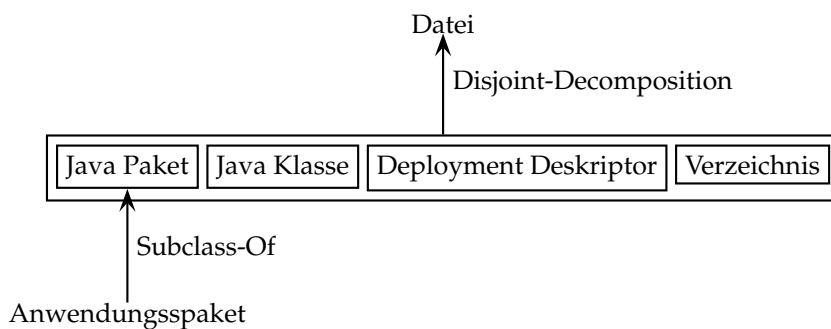 Datei
Disjoint-Decomposition
Java Paket Java Klasse Deployment Deskriptor Verzeichnis
Subclass-Of
Anwendungsspaket